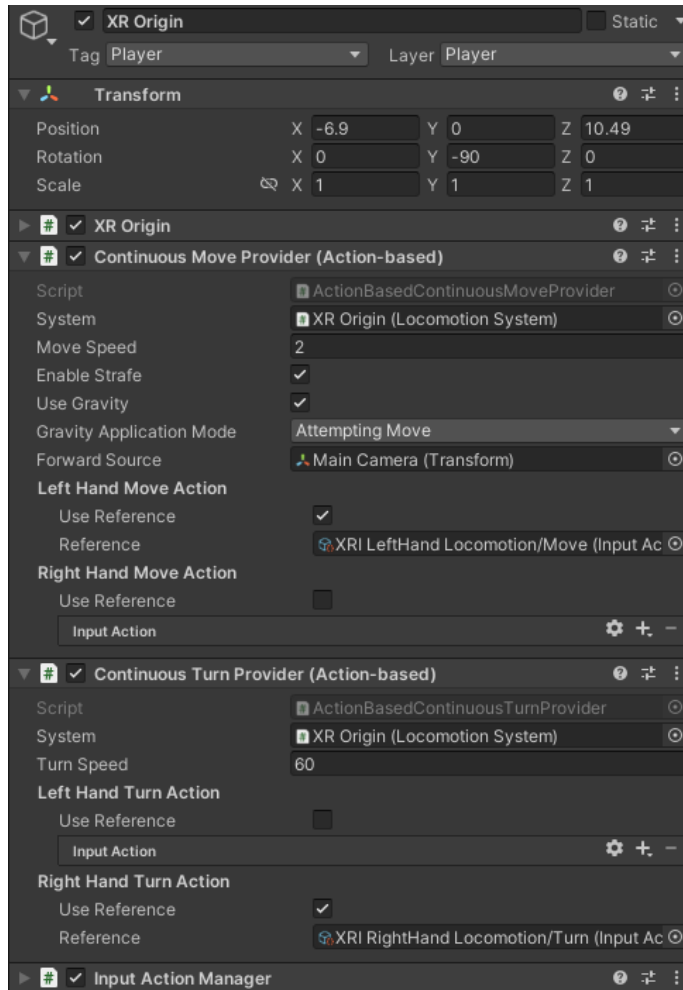 XR Origin Static
Tag Player Layer Player
Transform
Position X -6.9 Y 0 Z 10.49
Rotation X 0 Y -90 Z 0
Scale X 1 Y 1 Z 1
# XR Origin
# Continuous Move Provider (Action-based)
Script # ActionBasedContinuousMoveProvider
System # XR Origin (Locomotion System)
Move Speed 2
Enable Strafe
Use Gravity
Gravity Application Mode Attempting Move
Forward Source Main Camera (Transform)
Left Hand Move Action
Use Reference
Reference XRI LeftHand Locomotion/Move (Input Ac
Right Hand Move Action
Use Reference
Input Action
# Continuous Turn Provider (Action-based)
Script # ActionBasedContinuousTurnProvider
System # XR Origin (Locomotion System)
Turn Speed 60
Left Hand Turn Action
Use Reference
Input Action
Right Hand Turn Action
Use Reference
Reference XRI RightHand Locomotion/Turn (Input Ac
# Input Action Manager